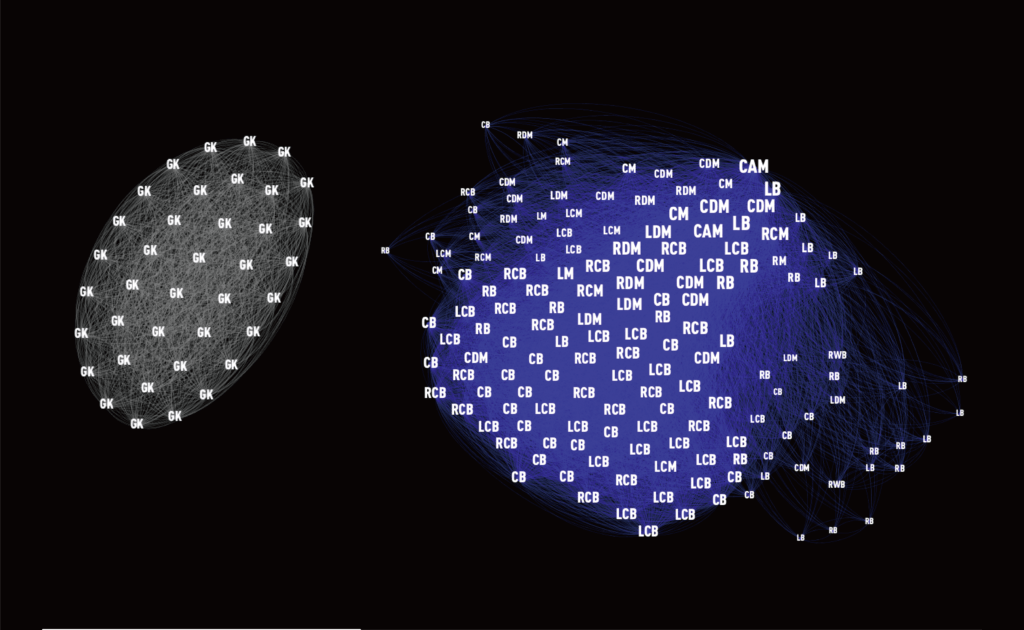 GK GK GK
GK GK
GK GK GK GK GK
GK GK GK GK GK
GK GK GK GK GK
GK GK GK GK GK
GK GK GK GK GK
GK GK GK
GK GK
GK GK GK
CB
RDM CM
RCM CM CDM CDM CAM
CDM RDM CM LB
RCB CDM LDM CDM RDM CDM CDM
CB RDM LM LCM CM LB LB
CB CM CDM LCB LCM LDM CAM RCM
RB LCM RCM LB LCB RDM RCB LCB LB LB
CM CB RCB LM RCB CDM LCB RB RM LB
RB RCB RCM RDM CDM RB RB LB
LCB RCB RB LDM CB CDM
CB RB RCB LDM RB RCB
LCB CB LB LCB LCB CB LB
CB CDM CB RCB RCB CDM LDM RWB
RCB CB CB LCB LCB RB RB RB
RCB CB CB RCB RCB LCB CB LB
RCB CB LCB RCB CB RCB LDM LB
LCB CB LCB CB LCB RCB LCB CB
RCB CB CB LCB LCB LCB CB RB LB
CB LCB LCM LCB RB CB CDM RB LB RB
CB CB RCB LCB CB LB RWB
RCB LCB CB CB
LCB LCB RB
LCB LB RB